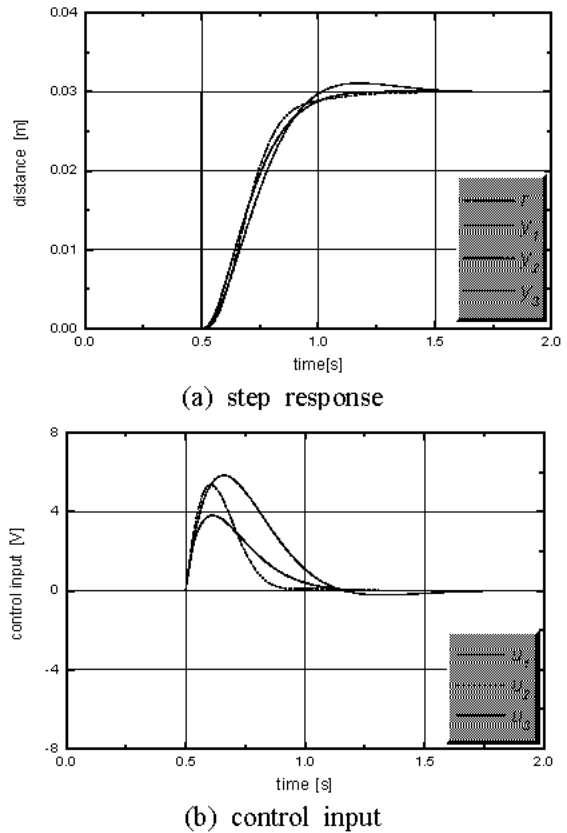 0.04
0.03
0.02
0.01
0.00
distance [m]
r
y1
y2
y3
0.0 0.5 1.0 1.5 2.0
time[s]
(a) step response
8
4
0
-4
-8
control input [V]
u1
u2
u3
0.0 0.5 1.0 1.5 2.0
time [s]
(b) control input